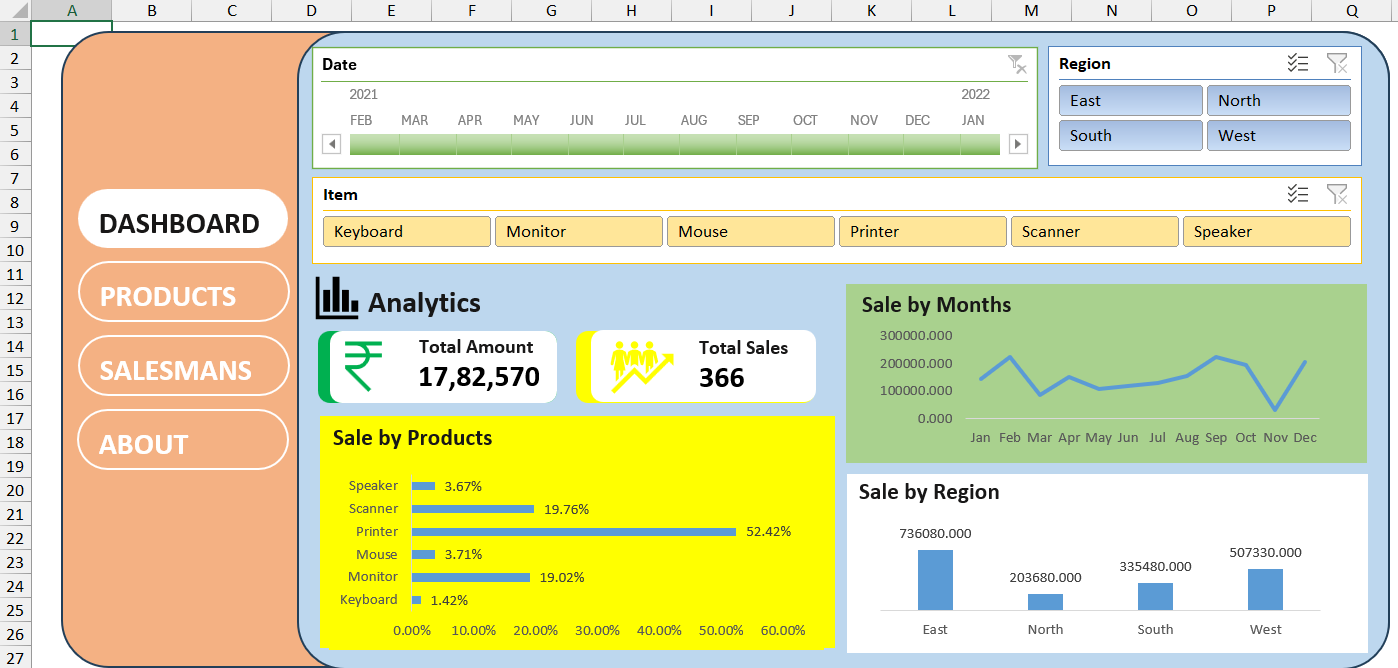 A B C D E F G H I J K L M N O P Q
1
2
3
4
5
6
7
8
9
10
11
12
13
14
15
16
17
18
19
20
21
22
23
24
25
26
27
DASHBOARD
PRODUCTS
SALESMANS
ABOUT
Date
2021 2022
FEB MAR APR MAY JUN JUL AUG SEP OCT NOV DEC JAN
Region
East North
South West
Item
Keyboard Monitor Mouse Printer Scanner Speaker
Analytics
Total Amount
17,82,570
Total Sales
366
Sale by Products
Speaker 3.67%
Scanner 19.76%
Printer 52.42%
Mouse 3.71%
Monitor 19.02%
Keyboard 1.42%
0.00% 10.00% 20.00% 30.00% 40.00% 50.00% 60.00%
Sale by Months
300000.000
200000.000
100000.000
0.000
Jan Feb Mar Apr May Jun Jul Aug Sep Oct Nov Dec
Sale by Region
736080.000 203680.000 335480.000 507330.000
East North South West